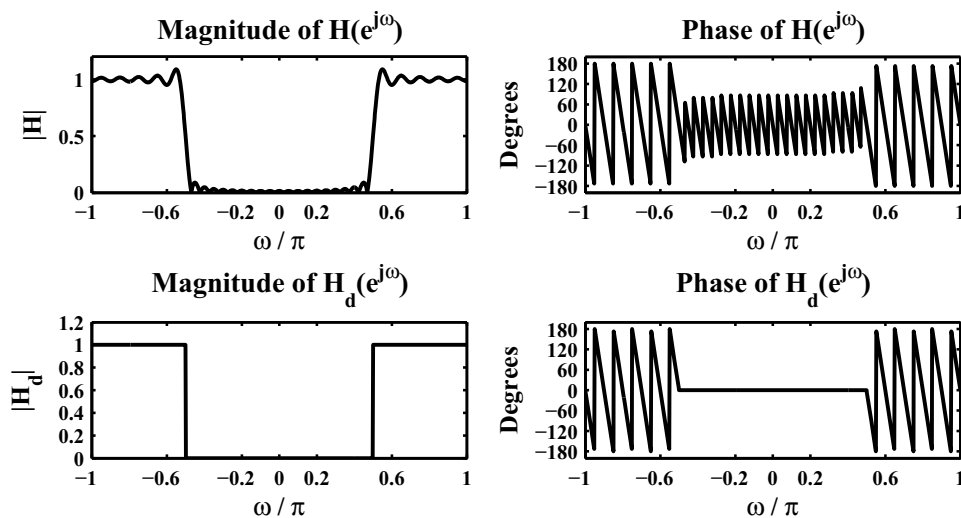 Magnitude of H(e^{jω})
|H|
1
0.5
0
−1 −0.6 −0.2 0 0.2 0.6 1
ω / π
Phase of H(e^{jω})
Degrees
180
120
60
0
−60
−120
−180
−1 −0.6 −0.2 0 0.2 0.6 1
ω / π
Magnitude of H_d(e^{jω})
|H_d|
1.2
1
0.8
0.6
0.4
0.2
0
−1 −0.6 −0.2 0 0.2 0.6 1
ω / π
Phase of H_d(e^{jω})
Degrees
180
120
60
0
−60
−120
−180
−1 −0.6 −0.2 0 0.2 0.6 1
ω / π